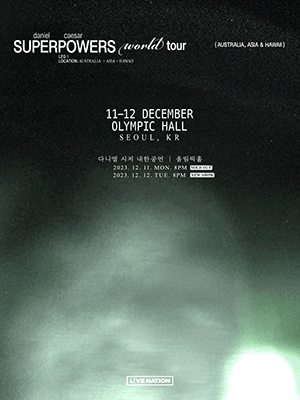 daniel caesar
SUPERPOWERS world tour
(AUSTRALIA, ASIA & HAWAII)
LEG 1
LOCATION: AUSTRALIA + ASIA + HAWAII
11–12 DECEMBER
OLYMPIC HALL
SEOUL, KR
다니엘 시저 내한공연 | 올림픽홀
2023. 12. 11. MON. 8PM SOLD OUT
2023. 12. 12. TUE. 8PM NEW SHOW
LIVE NATION